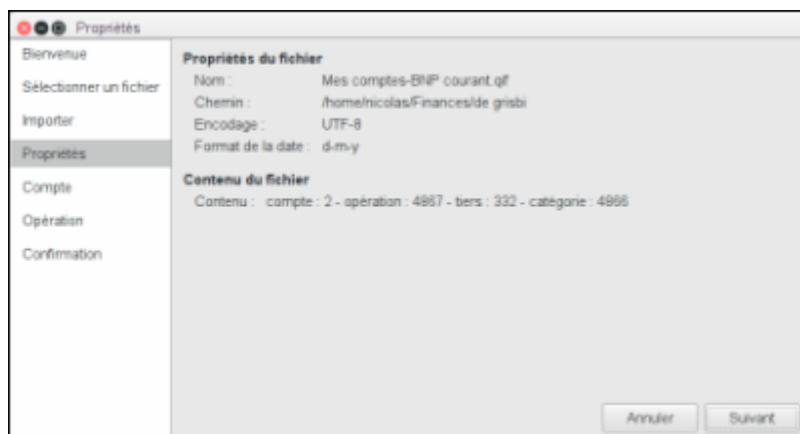 Propriétés
Bienvenue
Sélectionner un fichier
Importer
Propriétés
Compte
Opération
Confirmation
Propriétés du fichier
Nom : Mes comptes-BNP courant.qif
Chemin : /home/nicolas/Finances/de grisbi
Encodage : UTF-8
Format de la date : d-m-y
Contenu du fichier
Contenu : compte : 2 - opération : 4867 - tiers : 332 - catégorie : 4866
Annuler
Suivant